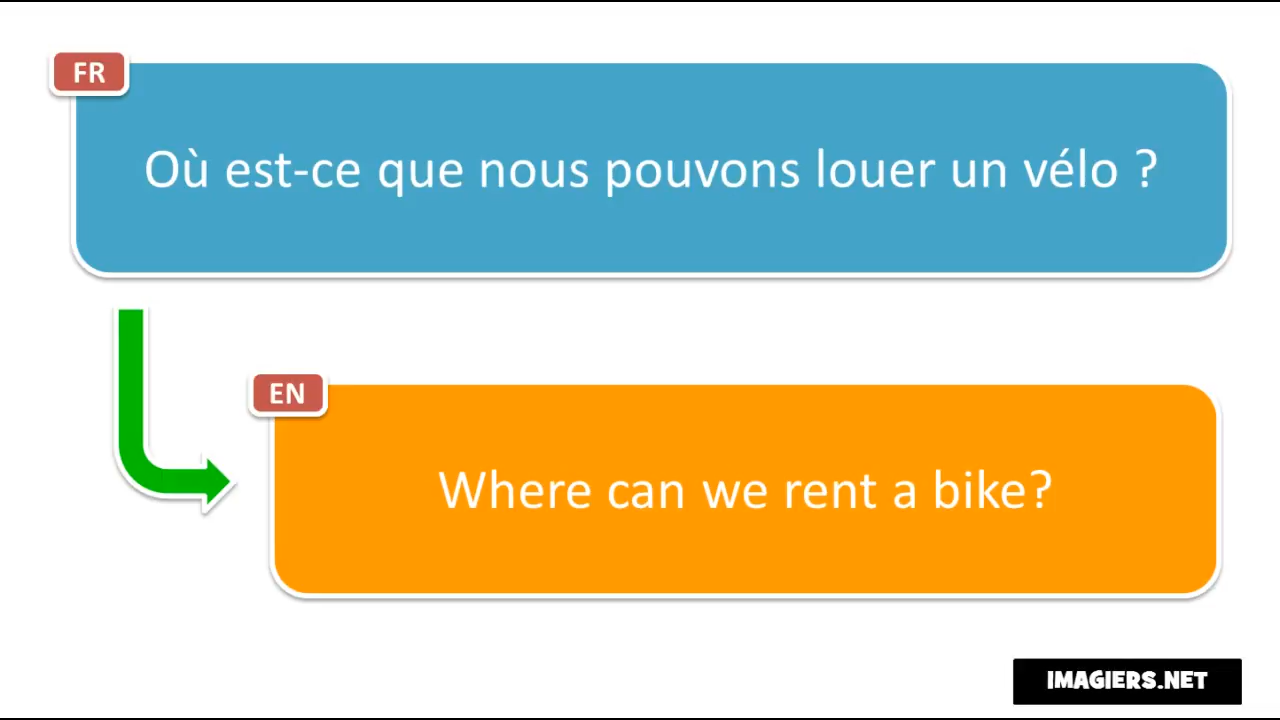 FR
Où est-ce que nous pouvons louer un vélo ?
EN
Where can we rent a bike?
IMAGIERS.NET